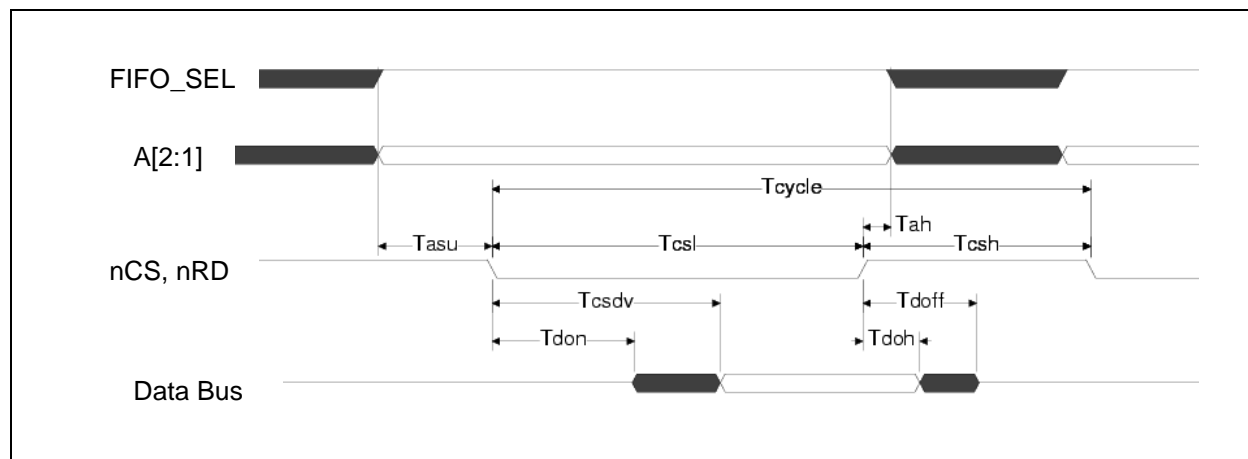 FIFO_SEL
A[2:1]
Tcycle
Tah
Tasu
Tcsl
Tcsh
nCS, nRD
Tcsdv
Tdoff
Tdon
Tdoh
Data Bus